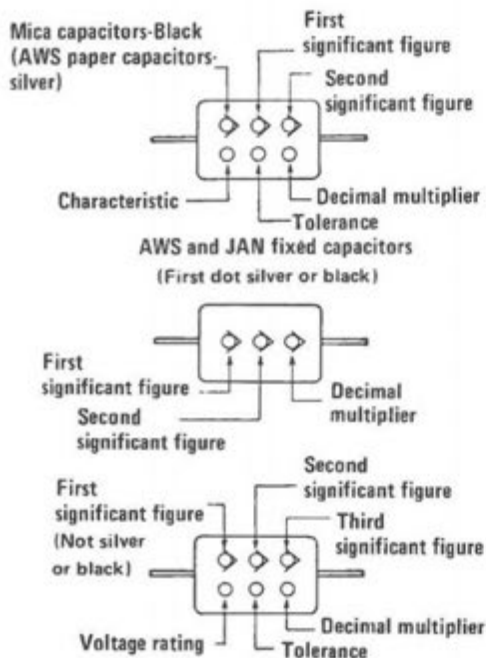 Mica capacitors-Black
(AWS paper capacitors-
silver)
First
significant figure
Second
significant figure
Characteristic
Decimal multiplier
Tolerance
AWS and JAN fixed capacitors
(First dot silver or black)
First
significant figure
Second
significant figure
Decimal
multiplier
First
significant figure
(Not silver
or black)
Second
significant figure
Third
significant figure
Voltage rating
Decimal multiplier
Tolerance